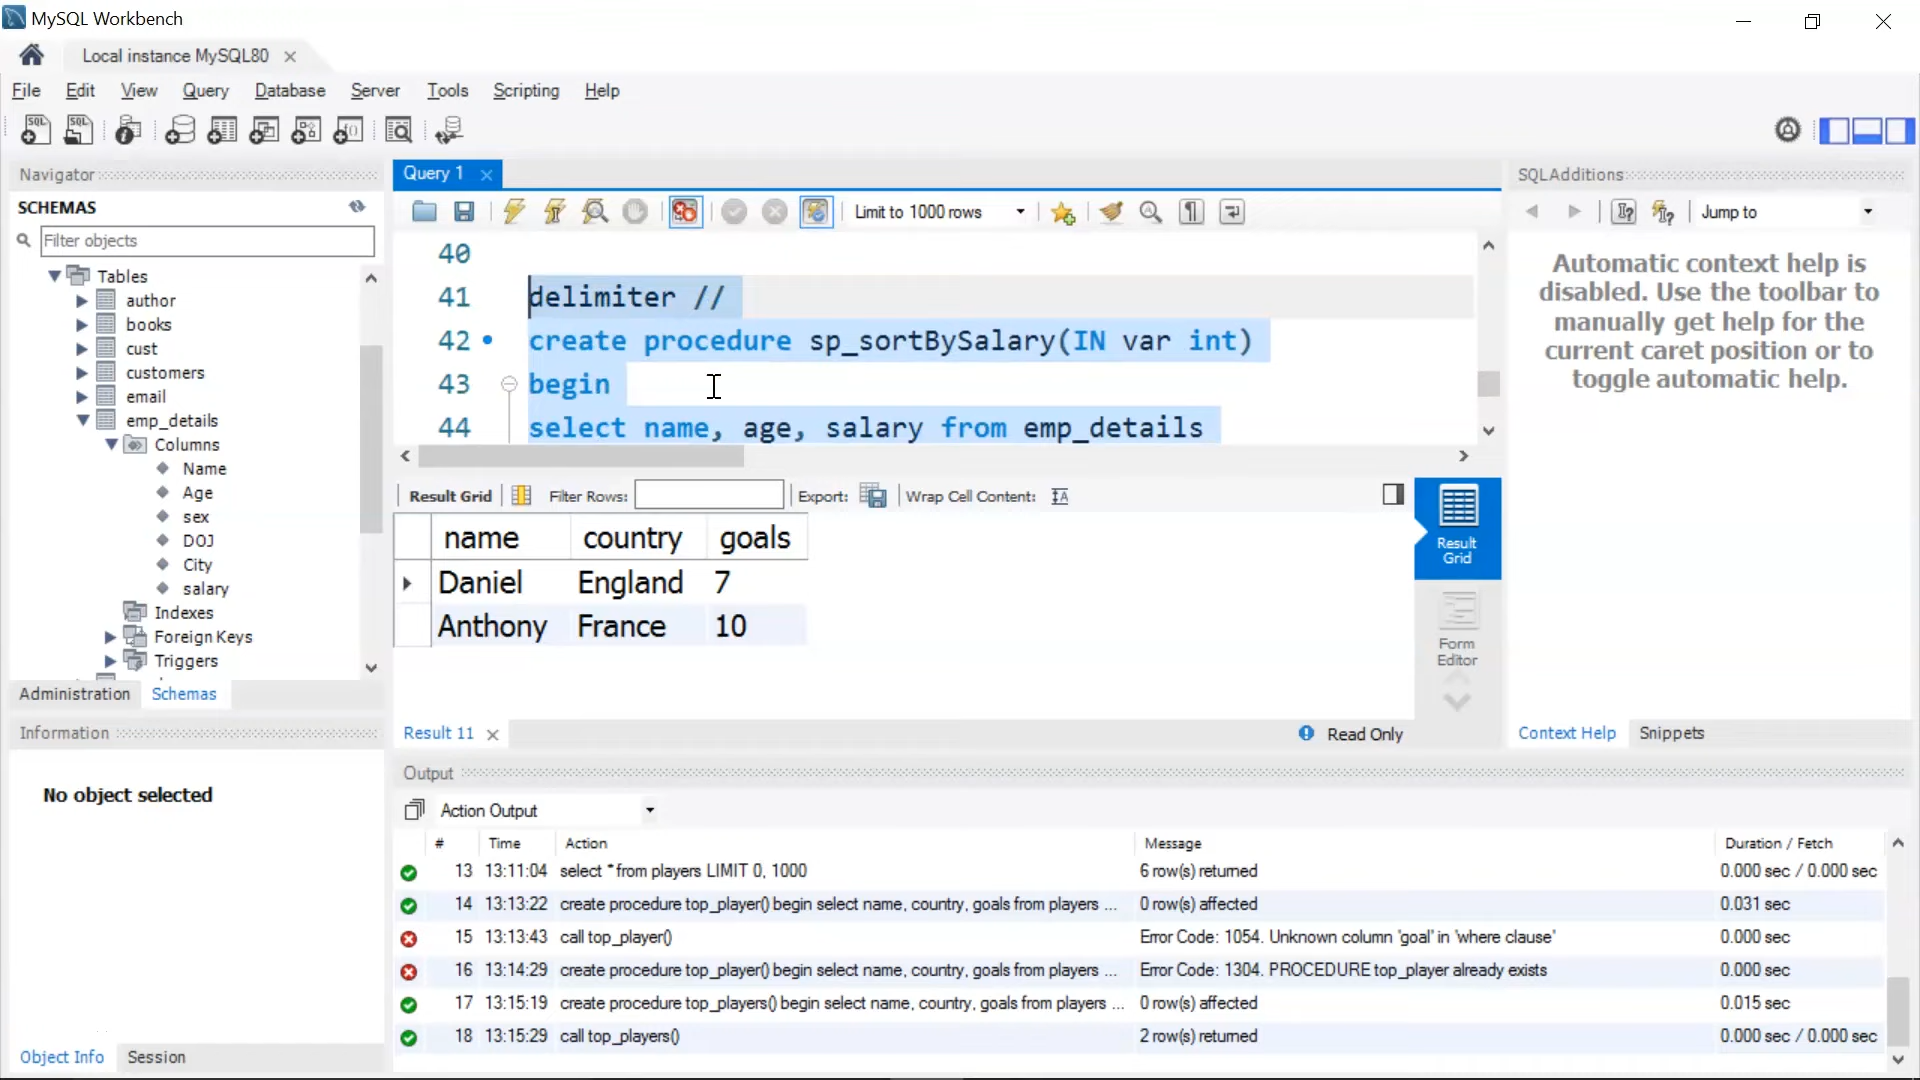 MySQL Workbench
Local instance MySQL80
File Edit View Query Database Server Tools Scripting Help
Navigator
SCHEMAS
Filter objects
Tables
author
books
cust
customers
email
emp_details
Columns
Name
Age
sex
DOJ
City
salary
Indexes
Foreign Keys
Triggers
Administration Schemas
Information
No object selected
Object Info Session
Query 1
Limit to 1000 rows
40
41 delimiter //
42 create procedure sp_sortBySalary(IN var int)
43 begin
44 select name, age, salary from emp_details
Result Grid Filter Rows: Export: Wrap Cell Content:
name country goals
Daniel England 7
Anthony France 10
Result
Grid
Form
Editor
Result 11 Read Only
SQLAdditions
Jump to
Automatic context help is
disabled. Use the toolbar to
manually get help for the
current caret position or to
toggle automatic help.
Context Help Snippets
Output
Action Output
# Time Action Message Duration / Fetch
13 13:11:04 select * from players LIMIT 0, 1000 6 row(s) returned 0.000 sec / 0.000 sec
14 13:13:22 create procedure top_player() begin select name, country, goals from players ... 0 row(s) affected 0.031 sec
15 13:13:43 call top_player() Error Code: 1054. Unknown column 'goal' in 'where clause' 0.000 sec
16 13:14:29 create procedure top_player() begin select name, country, goals from players ... Error Code: 1304. PROCEDURE top_player already exists 0.000 sec
17 13:15:19 create procedure top_players() begin select name, country, goals from players ... 0 row(s) affected 0.015 sec
18 13:15:29 call top_players() 2 row(s) returned 0.000 sec / 0.000 sec